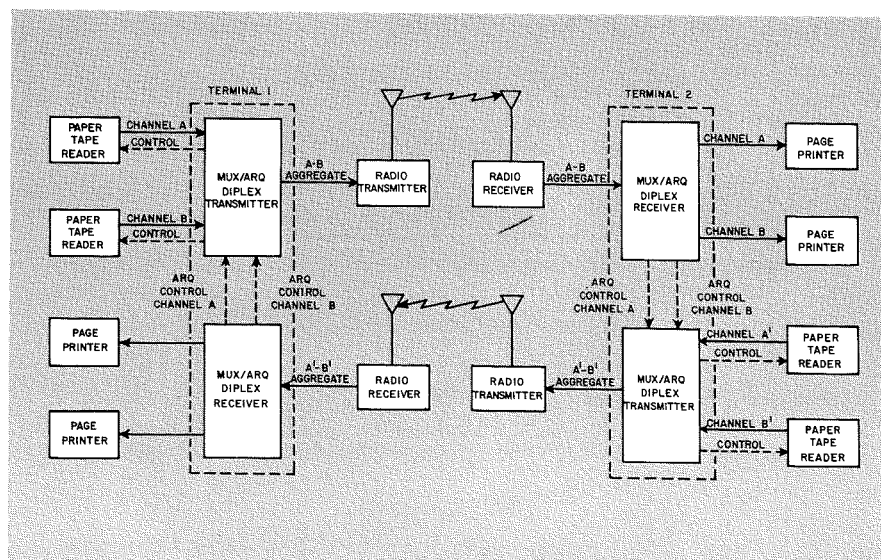 TERMINAL 1
PAPER
TAPE
READER
CHANNEL A
CONTROL
MUX/ARQ
DIPLEX
TRANSMITTER
A-B
AGGREGATE
RADIO
TRANSMITTER
PAPER
TAPE
READER
CHANNEL B
CONTROL
ARQ
CONTROL
CHANNEL A
ARQ
CONTROL
CHANNEL B
PAGE
PRINTER
MUX/ARQ
DIPLEX
RECEIVER
A'-B'
AGGREGATE
RADIO
RECEIVER
PAGE
PRINTER
TERMINAL 2
RADIO
RECEIVER
A-B
AGGREGATE
MUX/ARQ
DIPLEX
RECEIVER
CHANNEL A
PAGE
PRINTER
CHANNEL B
PAGE
PRINTER
ARQ
CONTROL
CHANNEL A
ARQ
CONTROL
CHANNEL B
RADIO
TRANSMITTER
A'-B'
AGGREGATE
MUX/ARQ
DIPLEX
TRANSMITTER
CHANNEL A'
CONTROL
PAPER
TAPE
READER
CHANNEL B'
CONTROL
PAPER
TAPE
READER